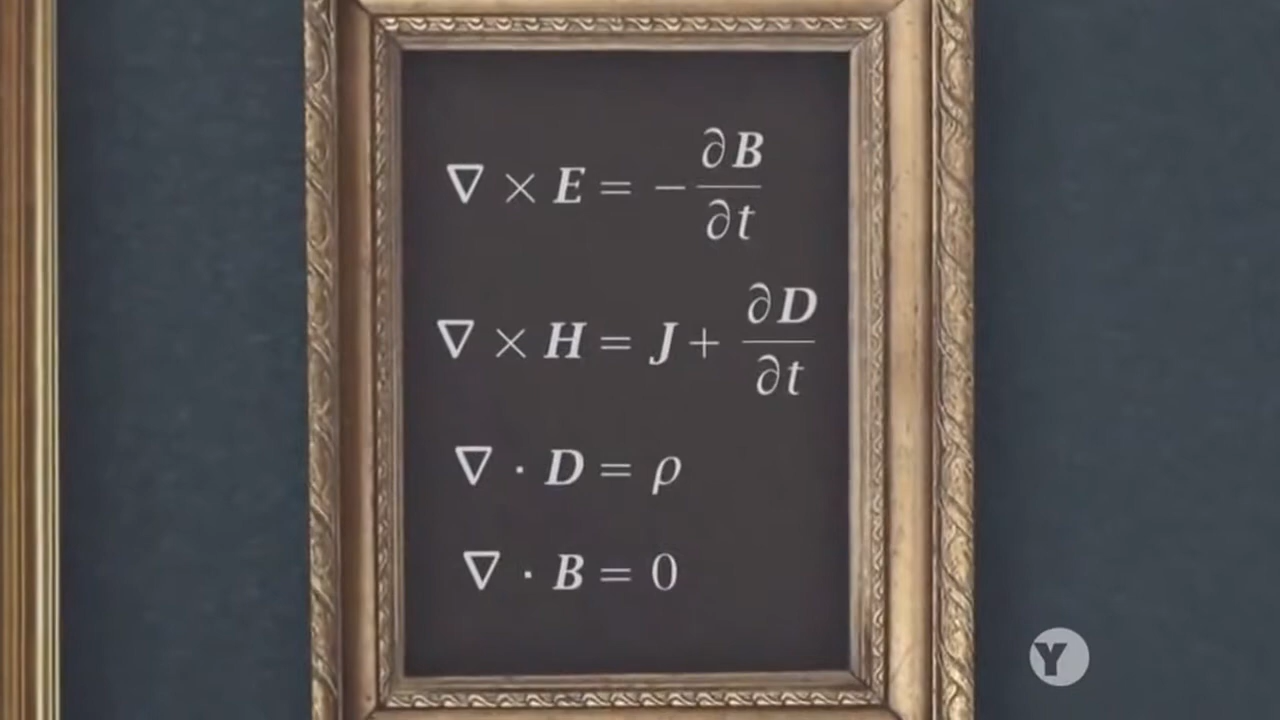 ∇ × E = −∂B/∂t
∇ × H = J + ∂D/∂t
∇ · D = ρ
∇ · B = 0
Y